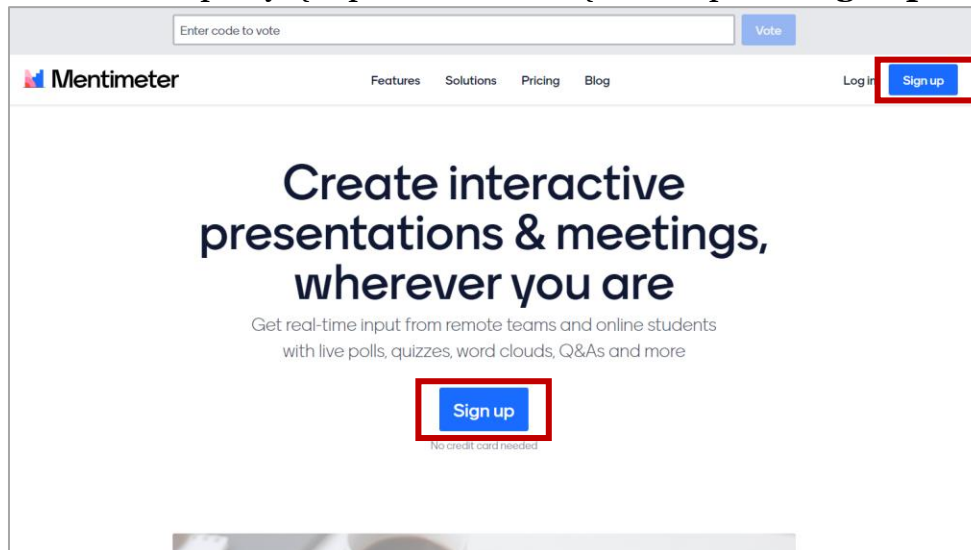 Enter code to vote
Vote
Mentimeter
Features Solutions Pricing Blog
Log in
Sign up
Create interactive
presentations & meetings,
wherever you are
Get real-time input from remote teams and online students
with live polls, quizzes, word clouds, Q&As and more
Sign up
No credit card needed